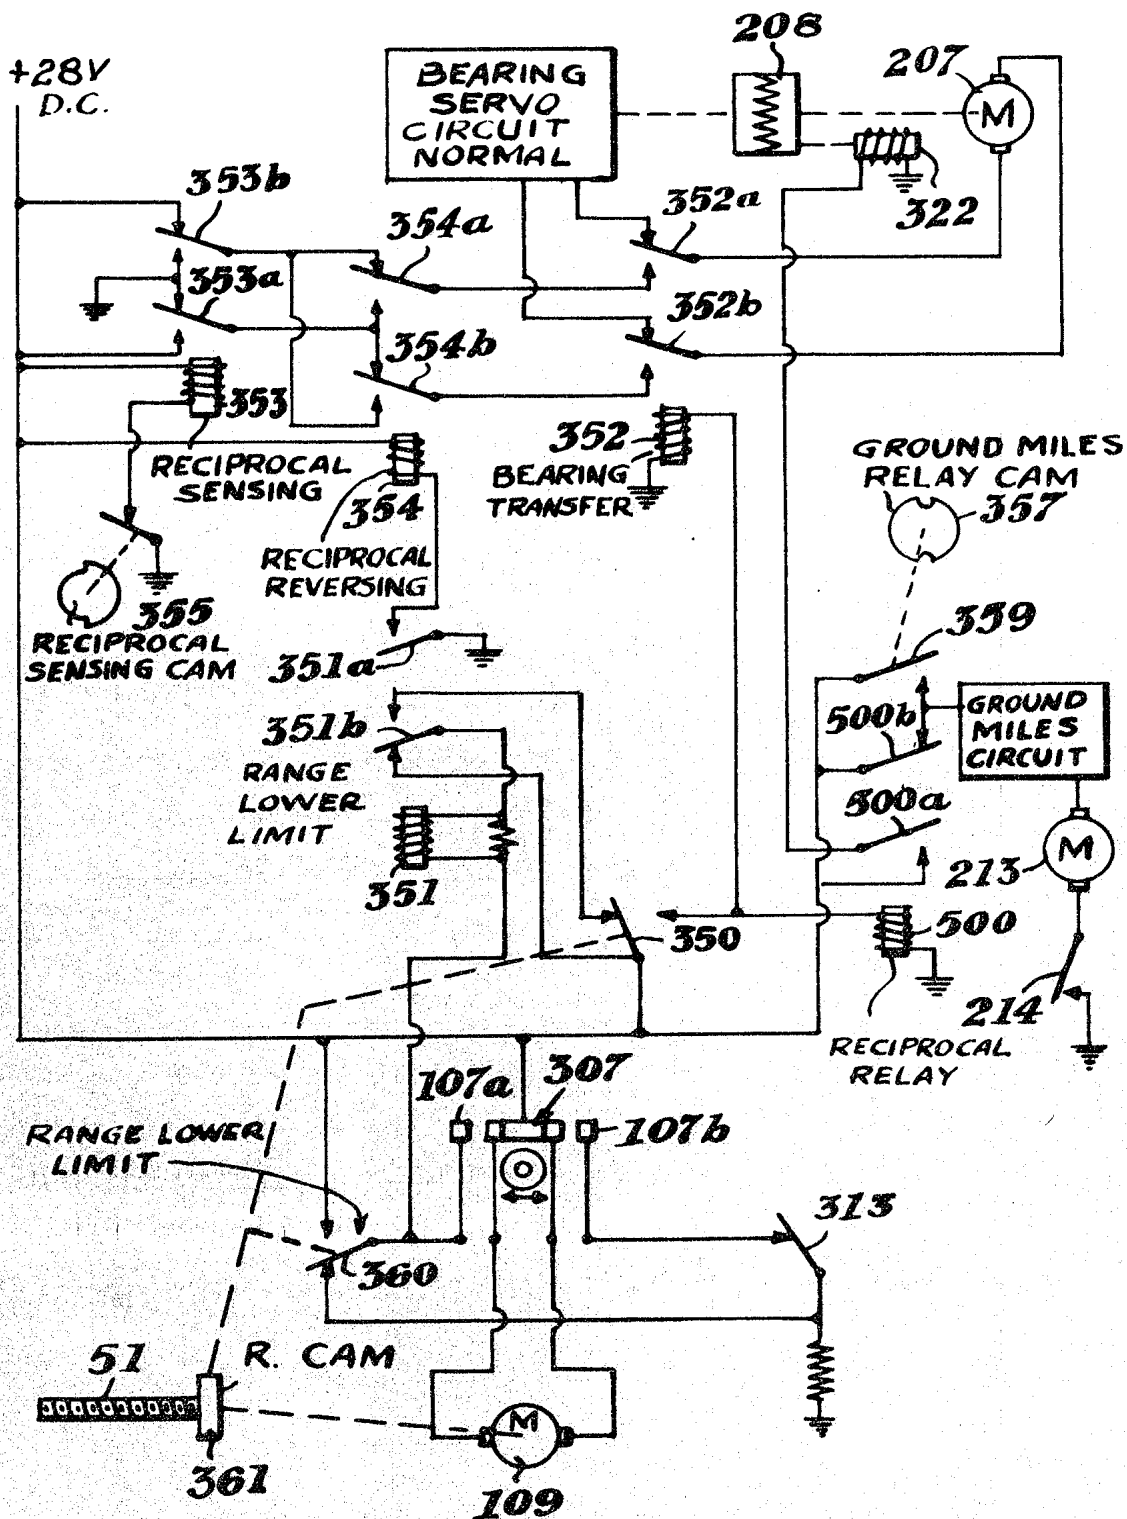 +28V
D.C.
BEARING
SERVO
CIRCUIT
NORMAL
208
207
M
322
353b
354a
352a
353a
354b
352b
353
RECIPROCAL
SENSING
354
352
BEARING
TRANSFER
GROUND MILES
RELAY CAM
357
RECIPROCAL
REVERSING
355
RECIPROCAL
SENSING CAM
351a
359
351b
500b
GROUND
MILES
CIRCUIT
RANGE
LOWER
LIMIT
500a
M
213
351
350
500
214
RECIPROCAL
RELAY
107a
307
107b
RANGE LOWER
LIMIT
313
360
51
R. CAM
M
361
109